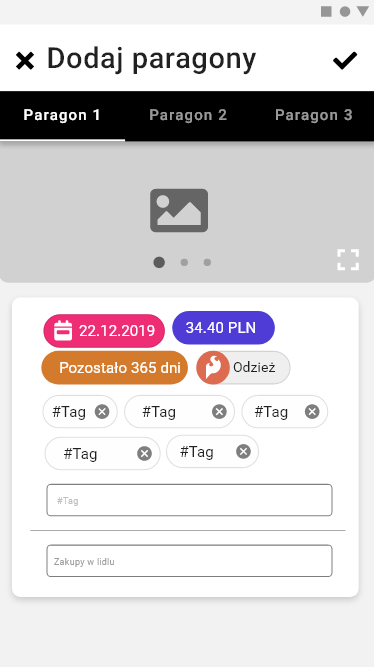 Dodaj paragony
Paragon 1 Paragon 2 Paragon 3
22.12.2019 34.40 PLN
Pozostało 365 dni Odzież
#Tag #Tag #Tag
#Tag #Tag
#Tag
Zakupy w lidlu